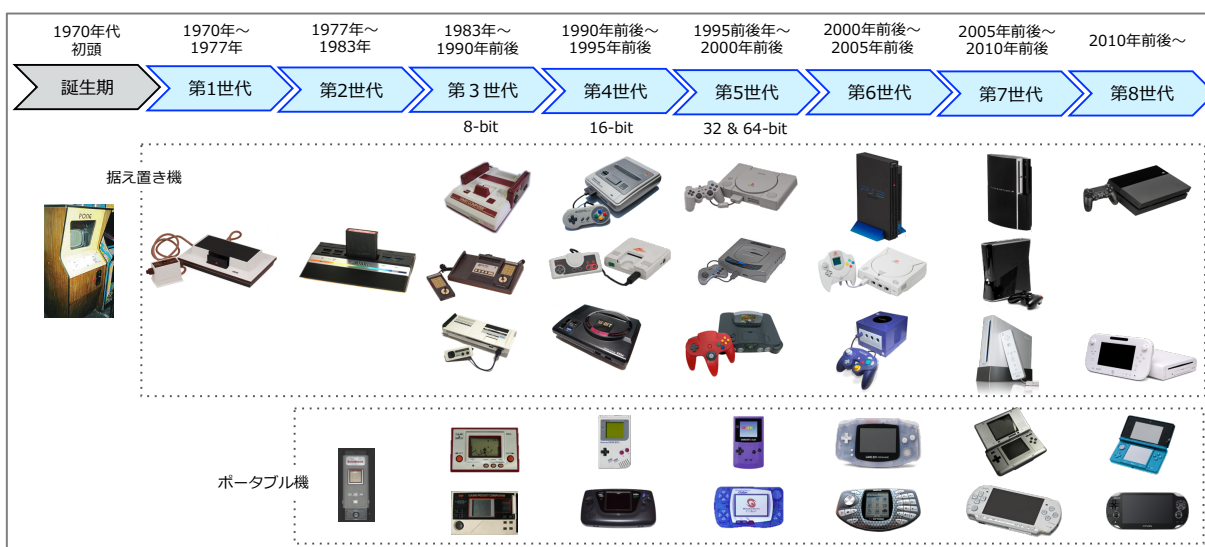 1970年代
初頭
1970年～
1977年
1977年～
1983年
1983年～
1990年前後
1990年前後～
1995年前後
1995前後年～
2000年前後
2000年前後～
2005年前後
2005年前後～
2010年前後
2010年前後～
誕生期
第1世代
第2世代
第３世代
第4世代
第5世代
第6世代
第7世代
第8世代
8-bit
16-bit
32 & 64-bit
据え置き機
PONG
ポータブル機